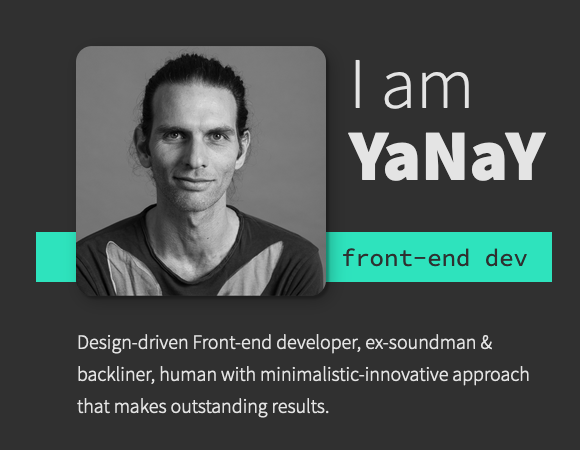 I am
YaNaY
front-end dev
Design-driven Front-end developer, ex-soundman &
backliner, human with minimalistic-innovative approach
that makes outstanding results.